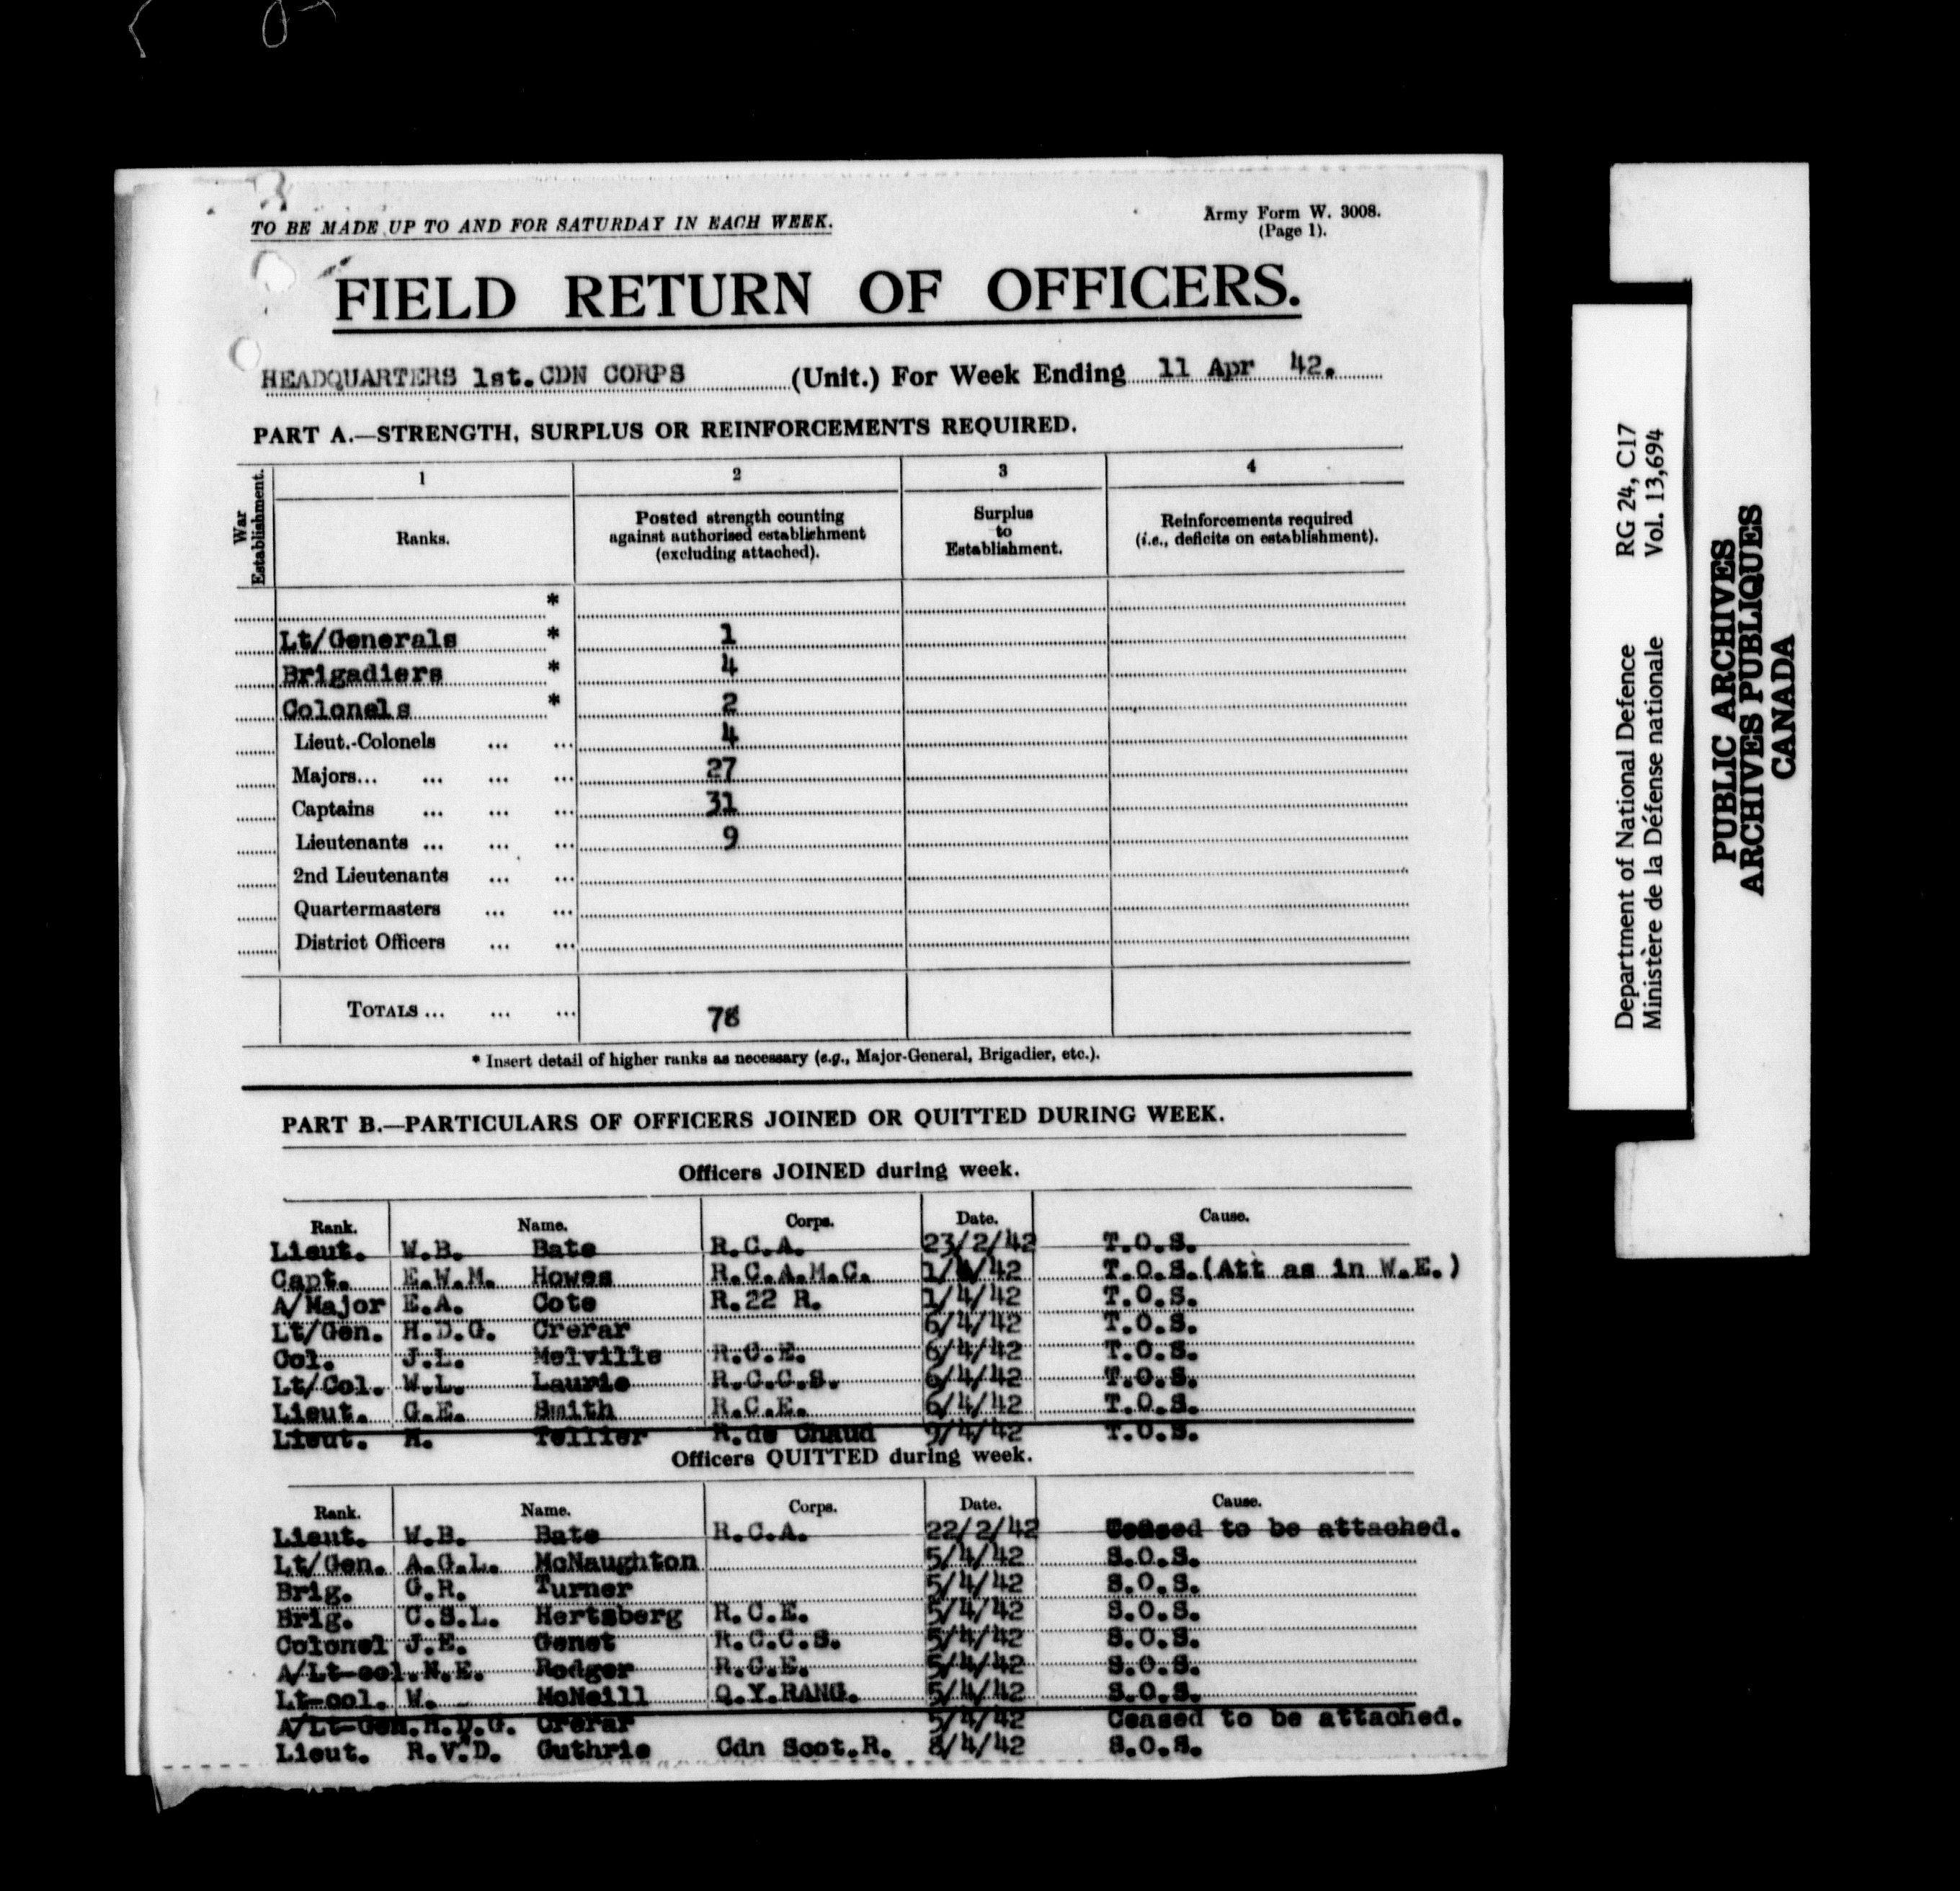 TO BE MADE UP TO AND FOR SATURDAY IN EACH WEEK.
Army Form W. 3008.
(Page 1).
FIELD RETURN OF OFFICERS.
HEADQUARTERS 1st. CDN CORPS (Unit.) For Week Ending 11 Apr 42.
PART A.—STRENGTH, SURPLUS OR REINFORCEMENTS REQUIRED.
War Establishment.
1 2 3 4
Ranks.
Posted strength counting
against authorised establishment
(excluding attached).
Surplus
to
Establishment.
Reinforcements required
(i.e., deficits on establishment).
*
Lt/Generals * 1
Brigadiers * 4
Colonels * 2
Lieut.-Colonels ... ... 4
Majors... ... ... ... 27
Captains ... ... ... 31
Lieutenants ... ... ... 9
2nd Lieutenants ... ...
Quartermasters ... ...
District Officers ... ...
TOTALS ... ... ... 78
* Insert detail of higher ranks as necessary (e.g., Major-General, Brigadier, etc.).
PART B.—PARTICULARS OF OFFICERS JOINED OR QUITTED DURING WEEK.
Officers JOINED during week.
Rank. Name. Corps. Date. Cause.
Lieut. W.B. Bate R.C.A. 23/2/42 T.O.S.
Capt. E.W.M. Howes R.C.A.M.C. 1/4/42 T.O.S.(Att as in W.E.)
A/Major E.A. Cote R.22 R. 1/4/42 T.O.S.
Lt/Gen. H.D.G. Crerar 6/4/42 T.O.S.
Col. J.L. Melville R.C.E. 6/4/42 T.O.S.
Lt/Col. W.L. Laurie R.C.C.S. 6/4/42 T.O.S.
Lieut. G.E. Smith R.C.E. 6/4/42 T.O.S.
Lieut. M. Tellier R.de Chaud 9/4/42 T.O.S.
Officers QUITTED during week.
Rank. Name. Corps. Date. Cause.
Lieut. W.B. Bate R.C.A. 22/2/42 Ceased to be attached.
Lt/Gen. A.G.L. McNaughton 5/4/42 S.O.S.
Brig. G.R. Turner 5/4/42 S.O.S.
Brig. C.S.L. Hertzberg R.C.E. 5/4/42 S.O.S.
Colonel J.E. Genet R.C.C.S. 5/4/42 S.O.S.
A/Lt-col. N.E. Rodger R.C.E. 5/4/42 S.O.S.
Lt-col. W. McNeill Q.Y.RANG. 5/4/42 S.O.S.
A/Lt-Gen. H.D.G. Crerar 5/4/42 Ceased to be attached.
Lieut. R.V.D. Guthrie Cdn Scot.R. 8/4/42 S.O.S.
Department of National Defence RG 24, C17
Ministère de la Défense nationale Vol. 13,694
PUBLIC ARCHIVES
ARCHIVES PUBLIQUES
CANADA